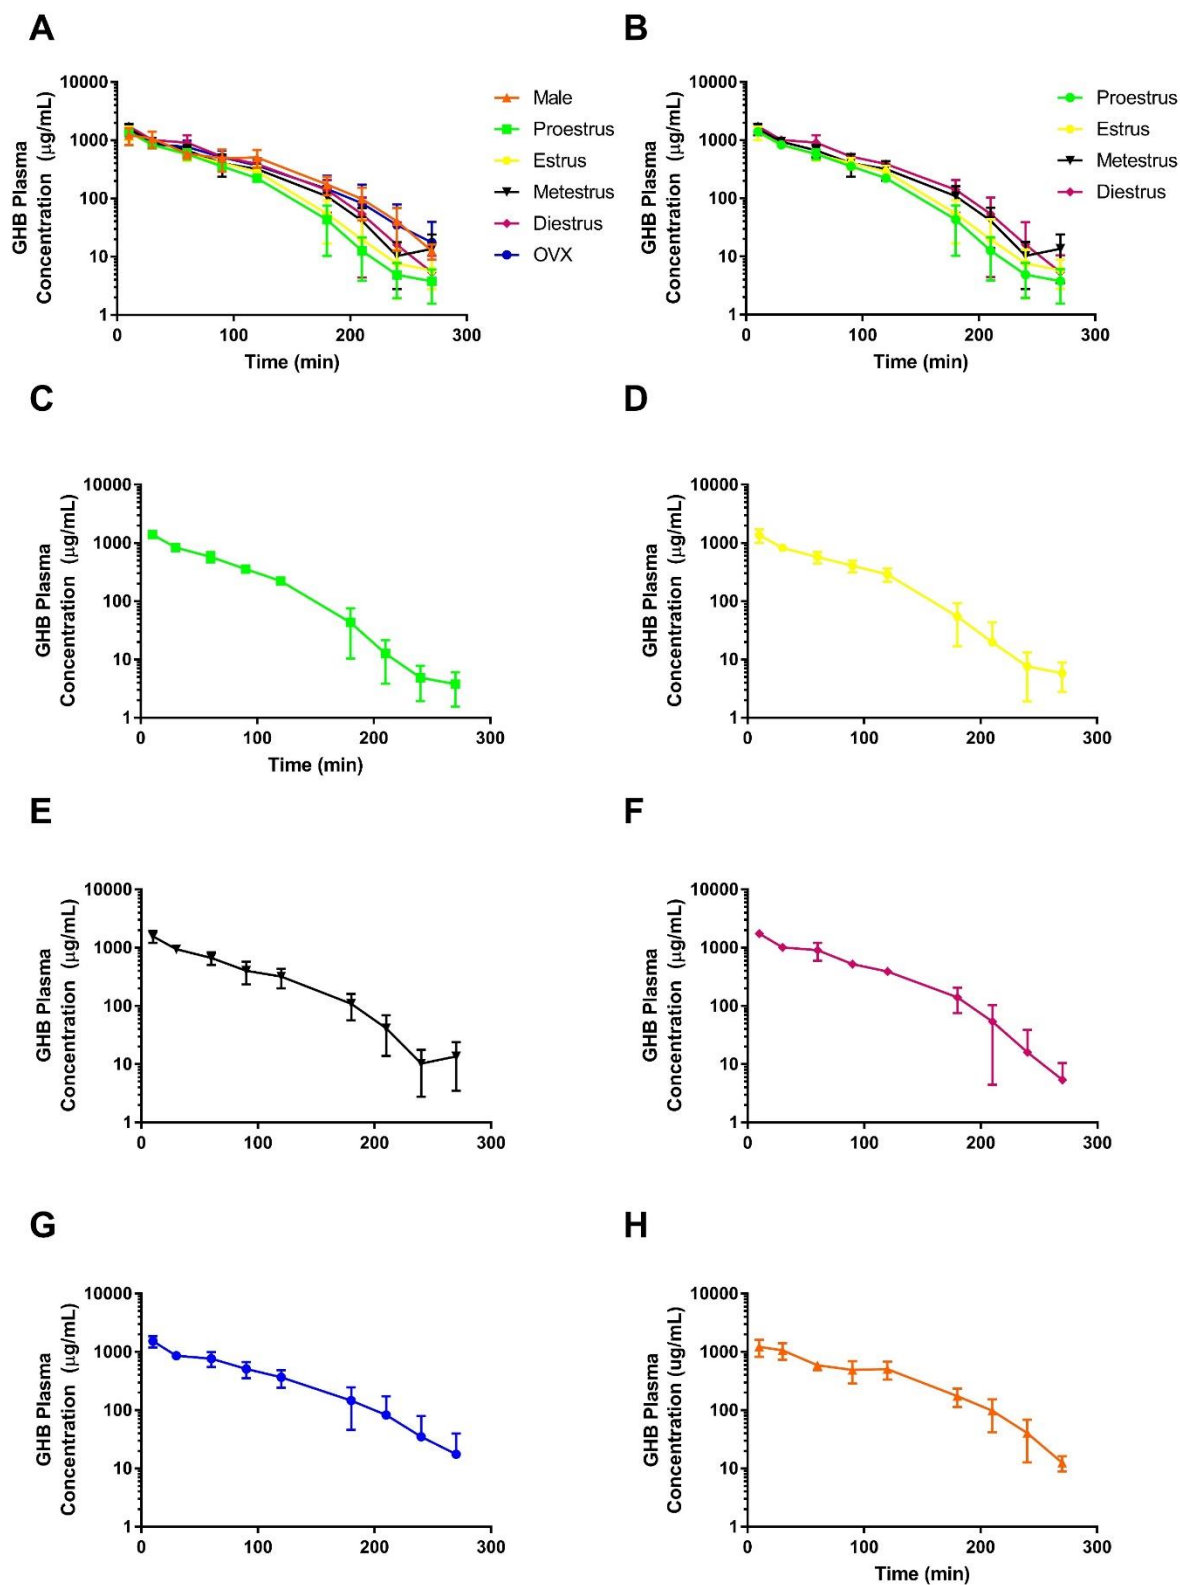 A
GHB Plasma
Concentration (μg/mL)
10000
1000
100
10
1
0
100
200
300
Time (min)
Male
Proestrus
Estrus
Metestrus
Diestrus
OVX
B
GHB Plasma
Concentration (μg/mL)
10000
1000
100
10
1
0
100
200
300
Time (min)
Proestrus
Estrus
Metestrus
Diestrus
C
GHB Plasma
Concentration (μg/mL)
10000
1000
100
10
1
0
100
200
300
Time (min)
D
GHB Plasma
Concentration (μg/mL)
10000
1000
100
10
1
0
100
200
300
E
GHB Plasma
Concentration (μg/mL)
10000
1000
100
10
1
0
100
200
300
F
GHB Plasma
Concentration (μg/mL)
10000
1000
100
10
1
0
100
200
300
G
GHB Plasma
Concentration (μg/mL)
10000
1000
100
10
1
0
100
200
300
H
GHB Plasma
Concentration (ug/mL)
10000
1000
100
10
1
0
100
200
300
Time (min)